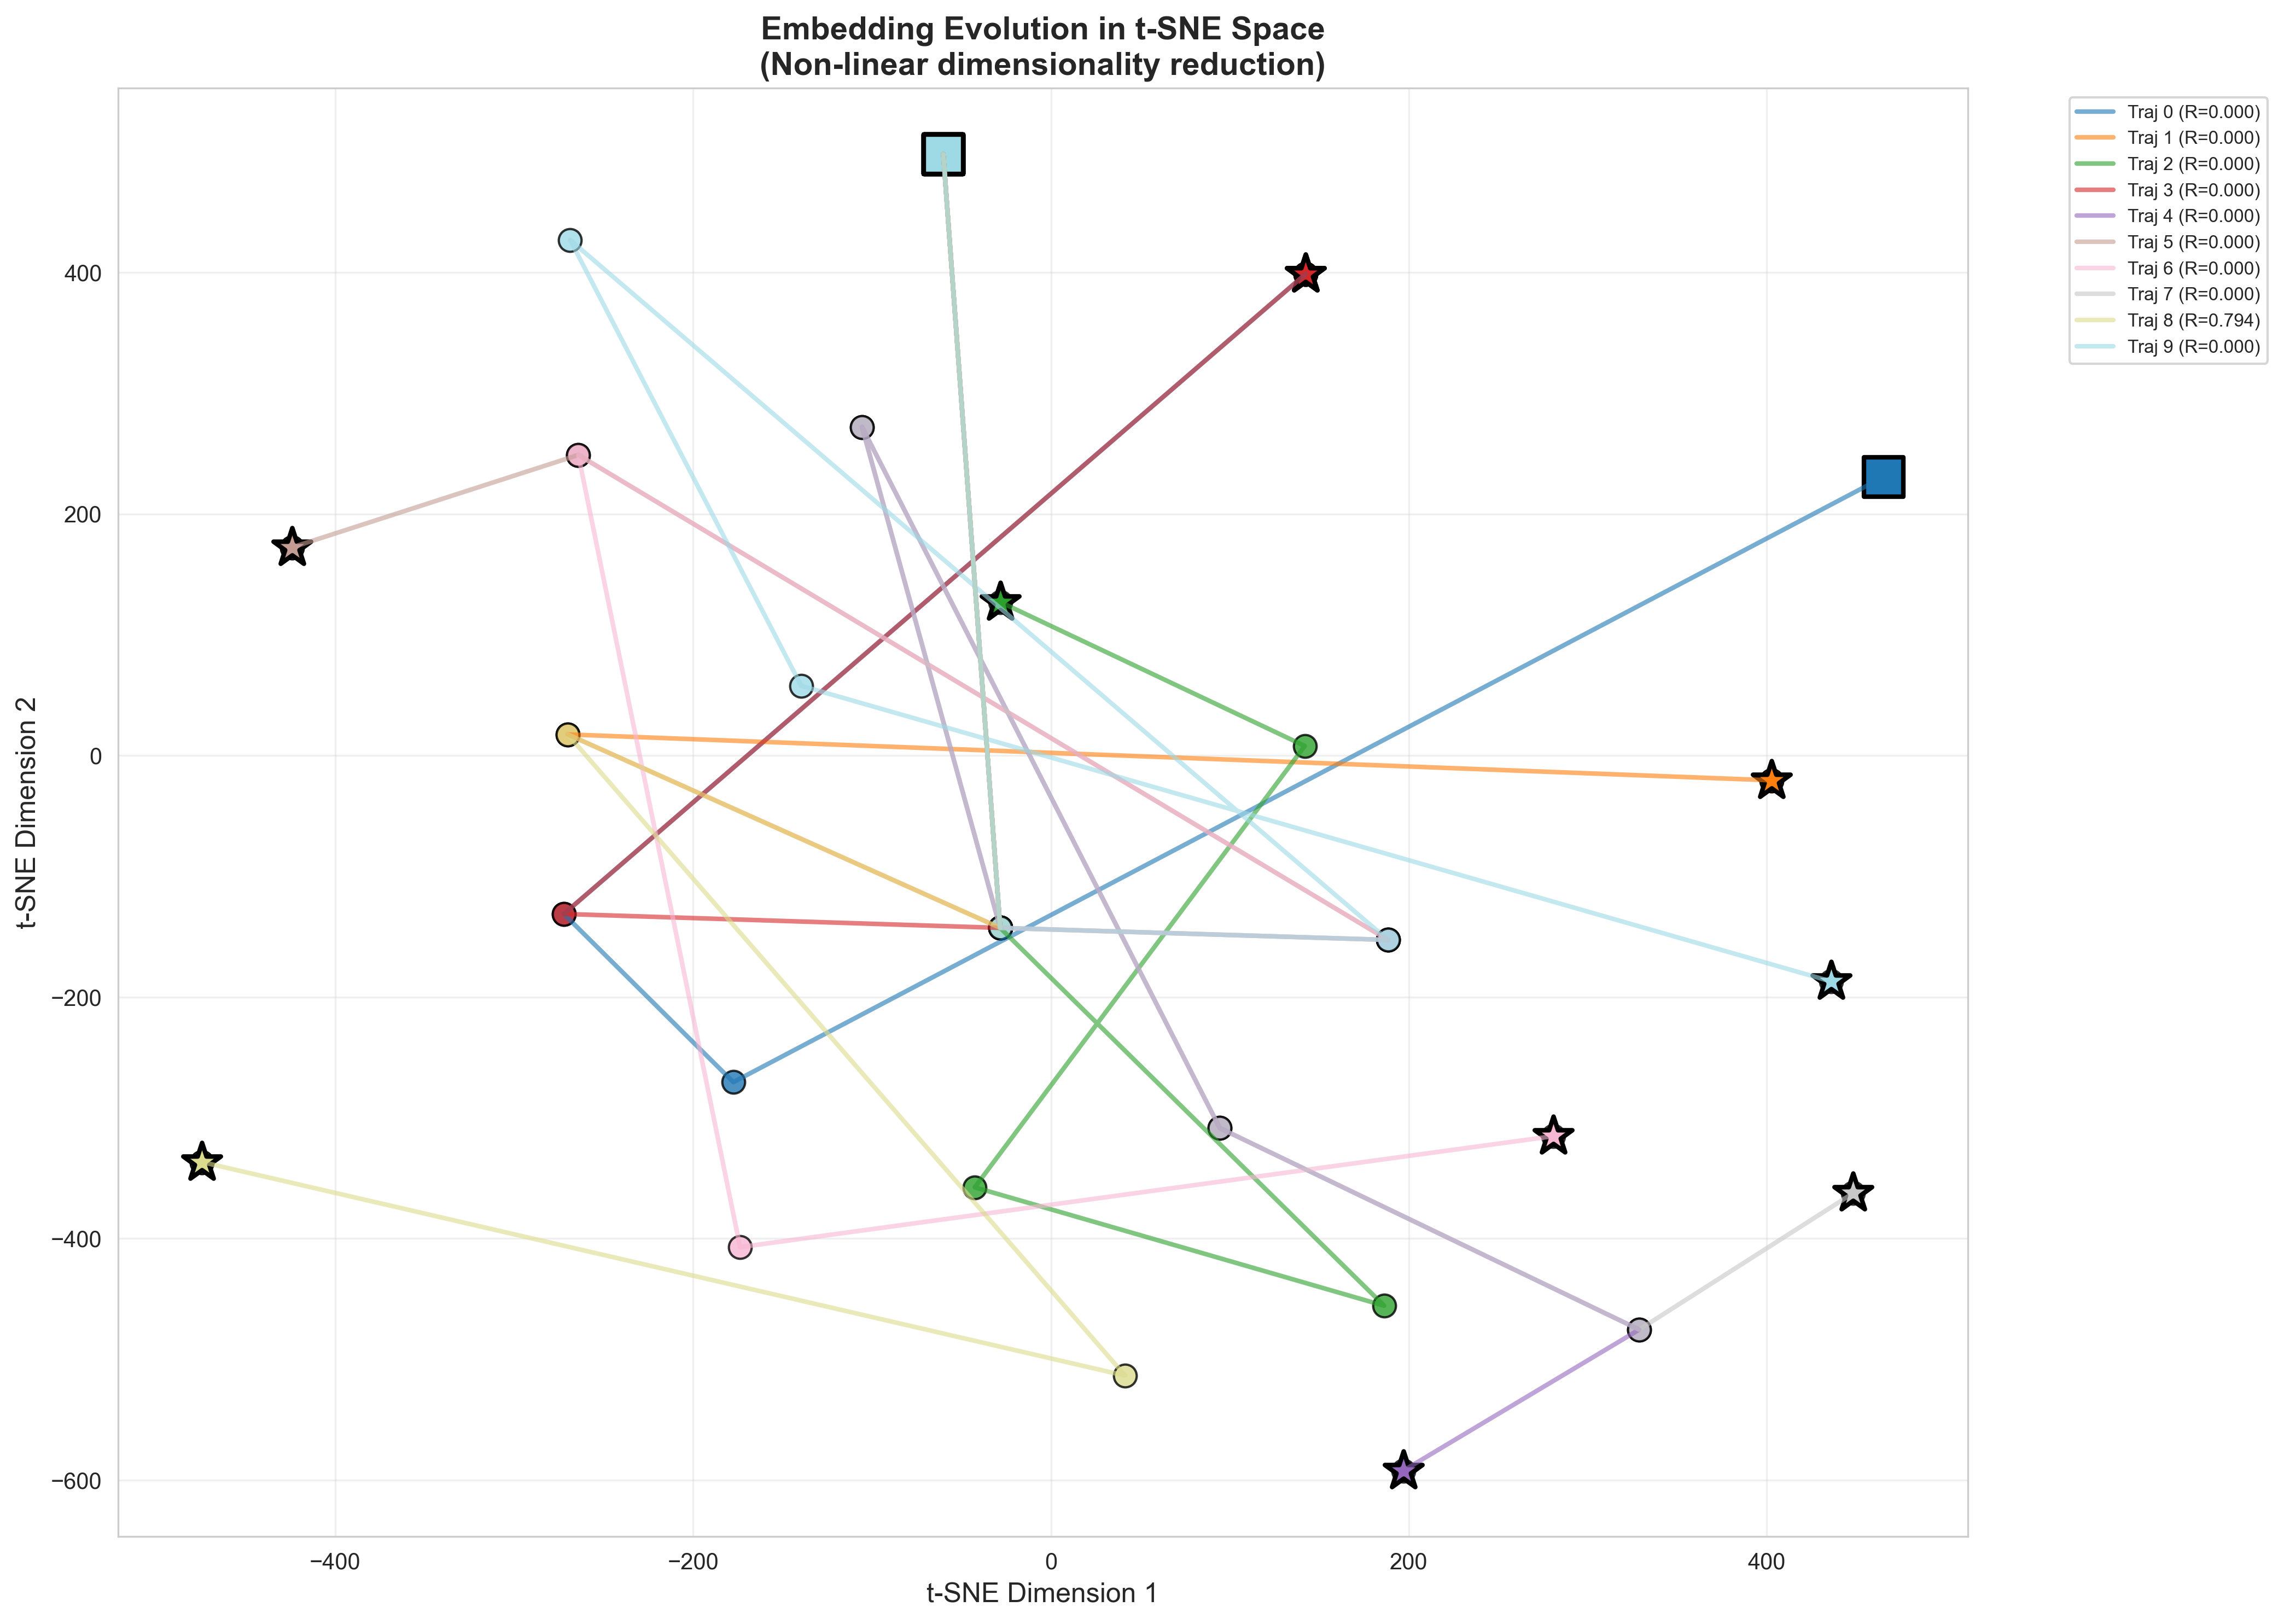 Embedding Evolution in t-SNE Space
(Non-linear dimensionality reduction)
Traj 0 (R=0.000)
Traj 1 (R=0.000)
Traj 2 (R=0.000)
Traj 3 (R=0.000)
Traj 4 (R=0.000)
Traj 5 (R=0.000)
Traj 6 (R=0.000)
Traj 7 (R=0.000)
Traj 8 (R=0.794)
Traj 9 (R=0.000)
t-SNE Dimension 2
400
200
0
−200
−400
−600
−400
−200
0
200
400
t-SNE Dimension 1